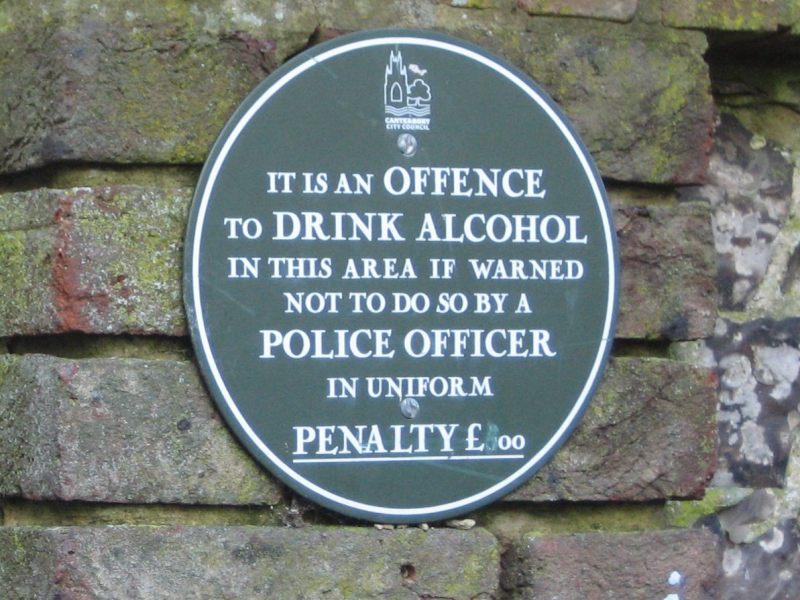 CANTERBURY
CITY COUNCIL
IT IS AN OFFENCE
TO DRINK ALCOHOL
IN THIS AREA IF WARNED
NOT TO DO SO BY A
POLICE OFFICER
IN UNIFORM
PENALTY £ 00